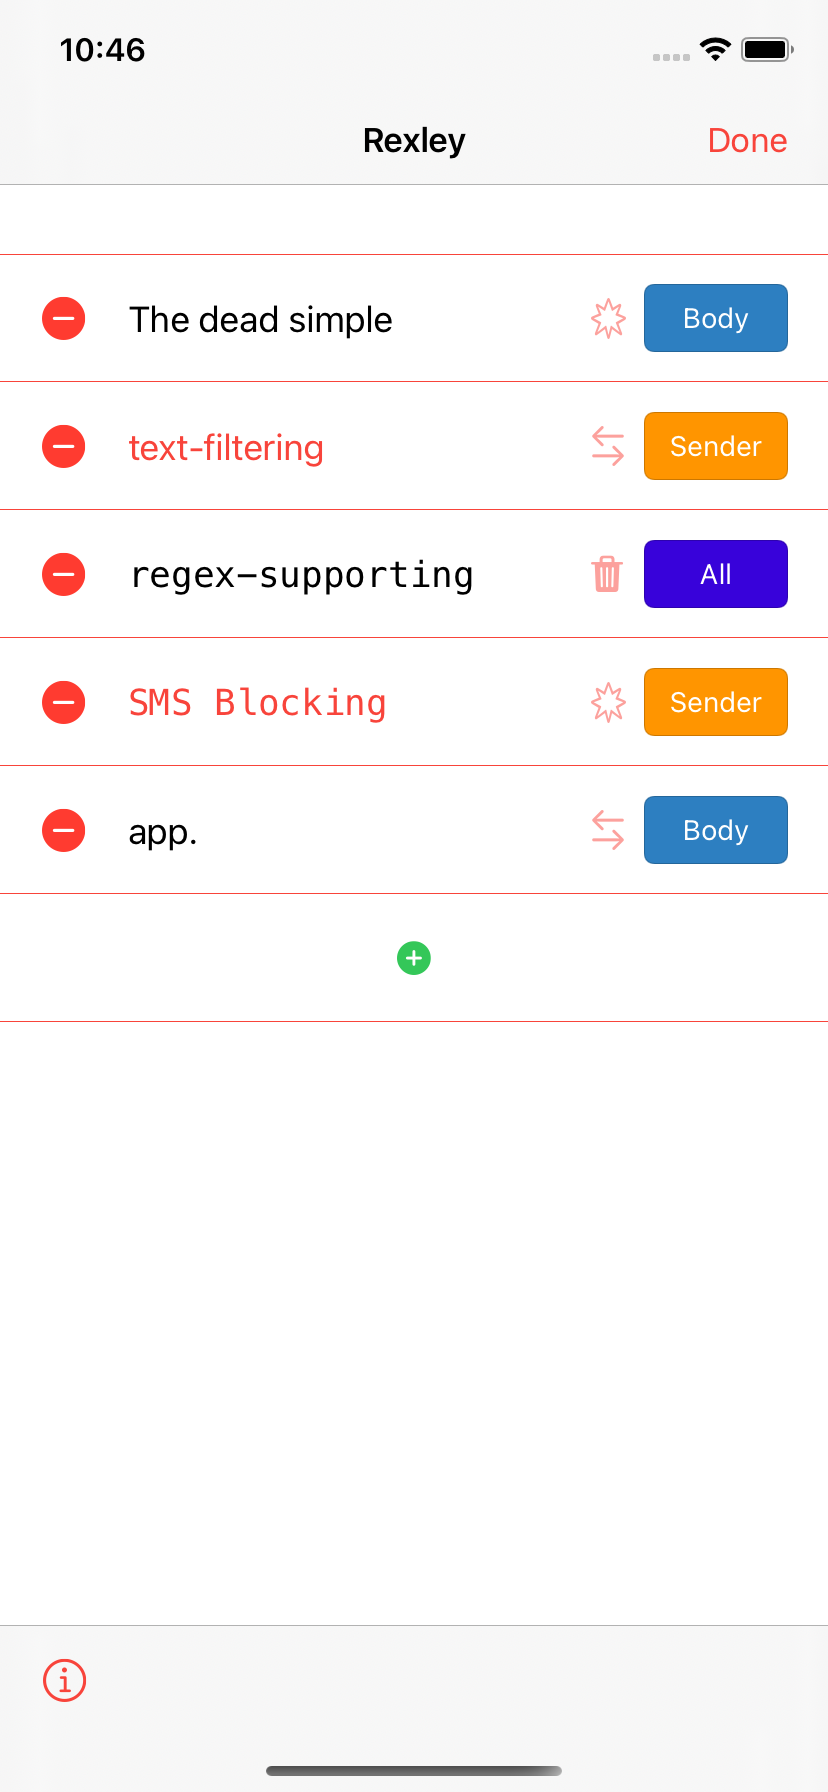 10:46
Rexley
Done
The dead simple
Body
text-filtering
Sender
regex-supporting
All
SMS Blocking
Sender
app.
Body